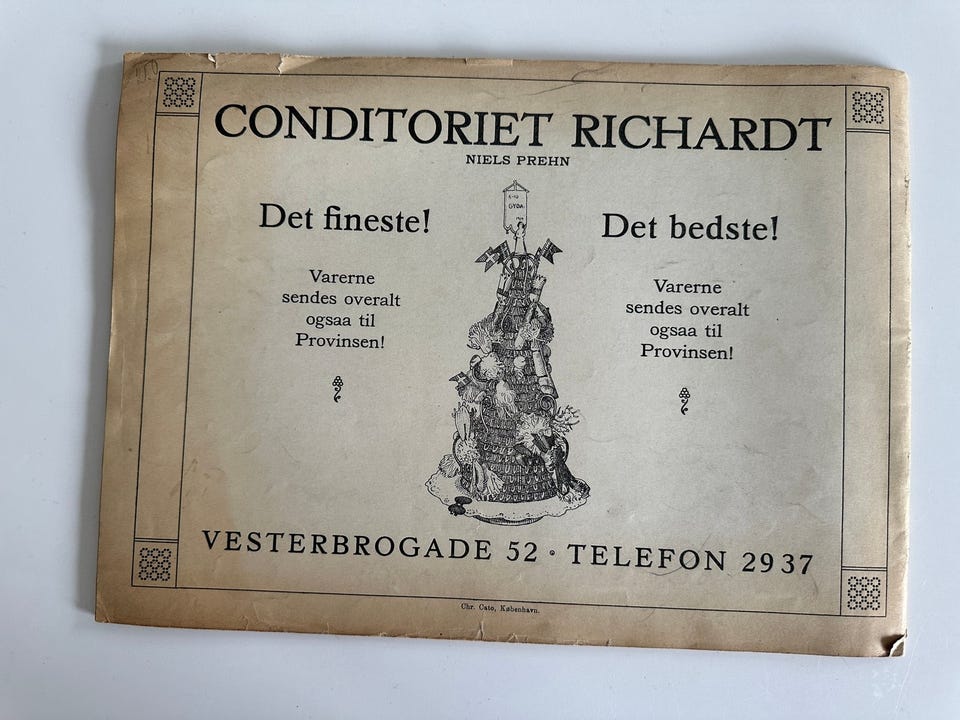 CONDITORIET RICHARDT
NIELS PREHN
GYDA.
Det fineste!
Varerne
sendes overalt
ogsaa til
Provinsen!
Det bedste!
Varerne
sendes overalt
ogsaa til
Provinsen!
VESTERBROGADE 52 • TELEFON 2937
Chr. Cato, København.